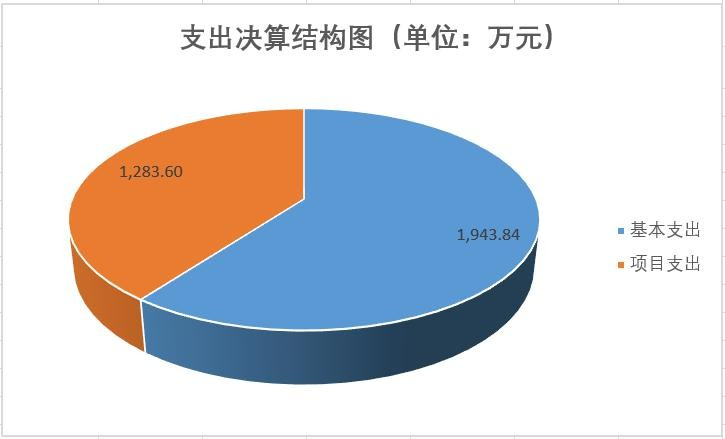 支出决算结构图（单位：万元）
1,283.60
1,943.84
基本支出
项目支出